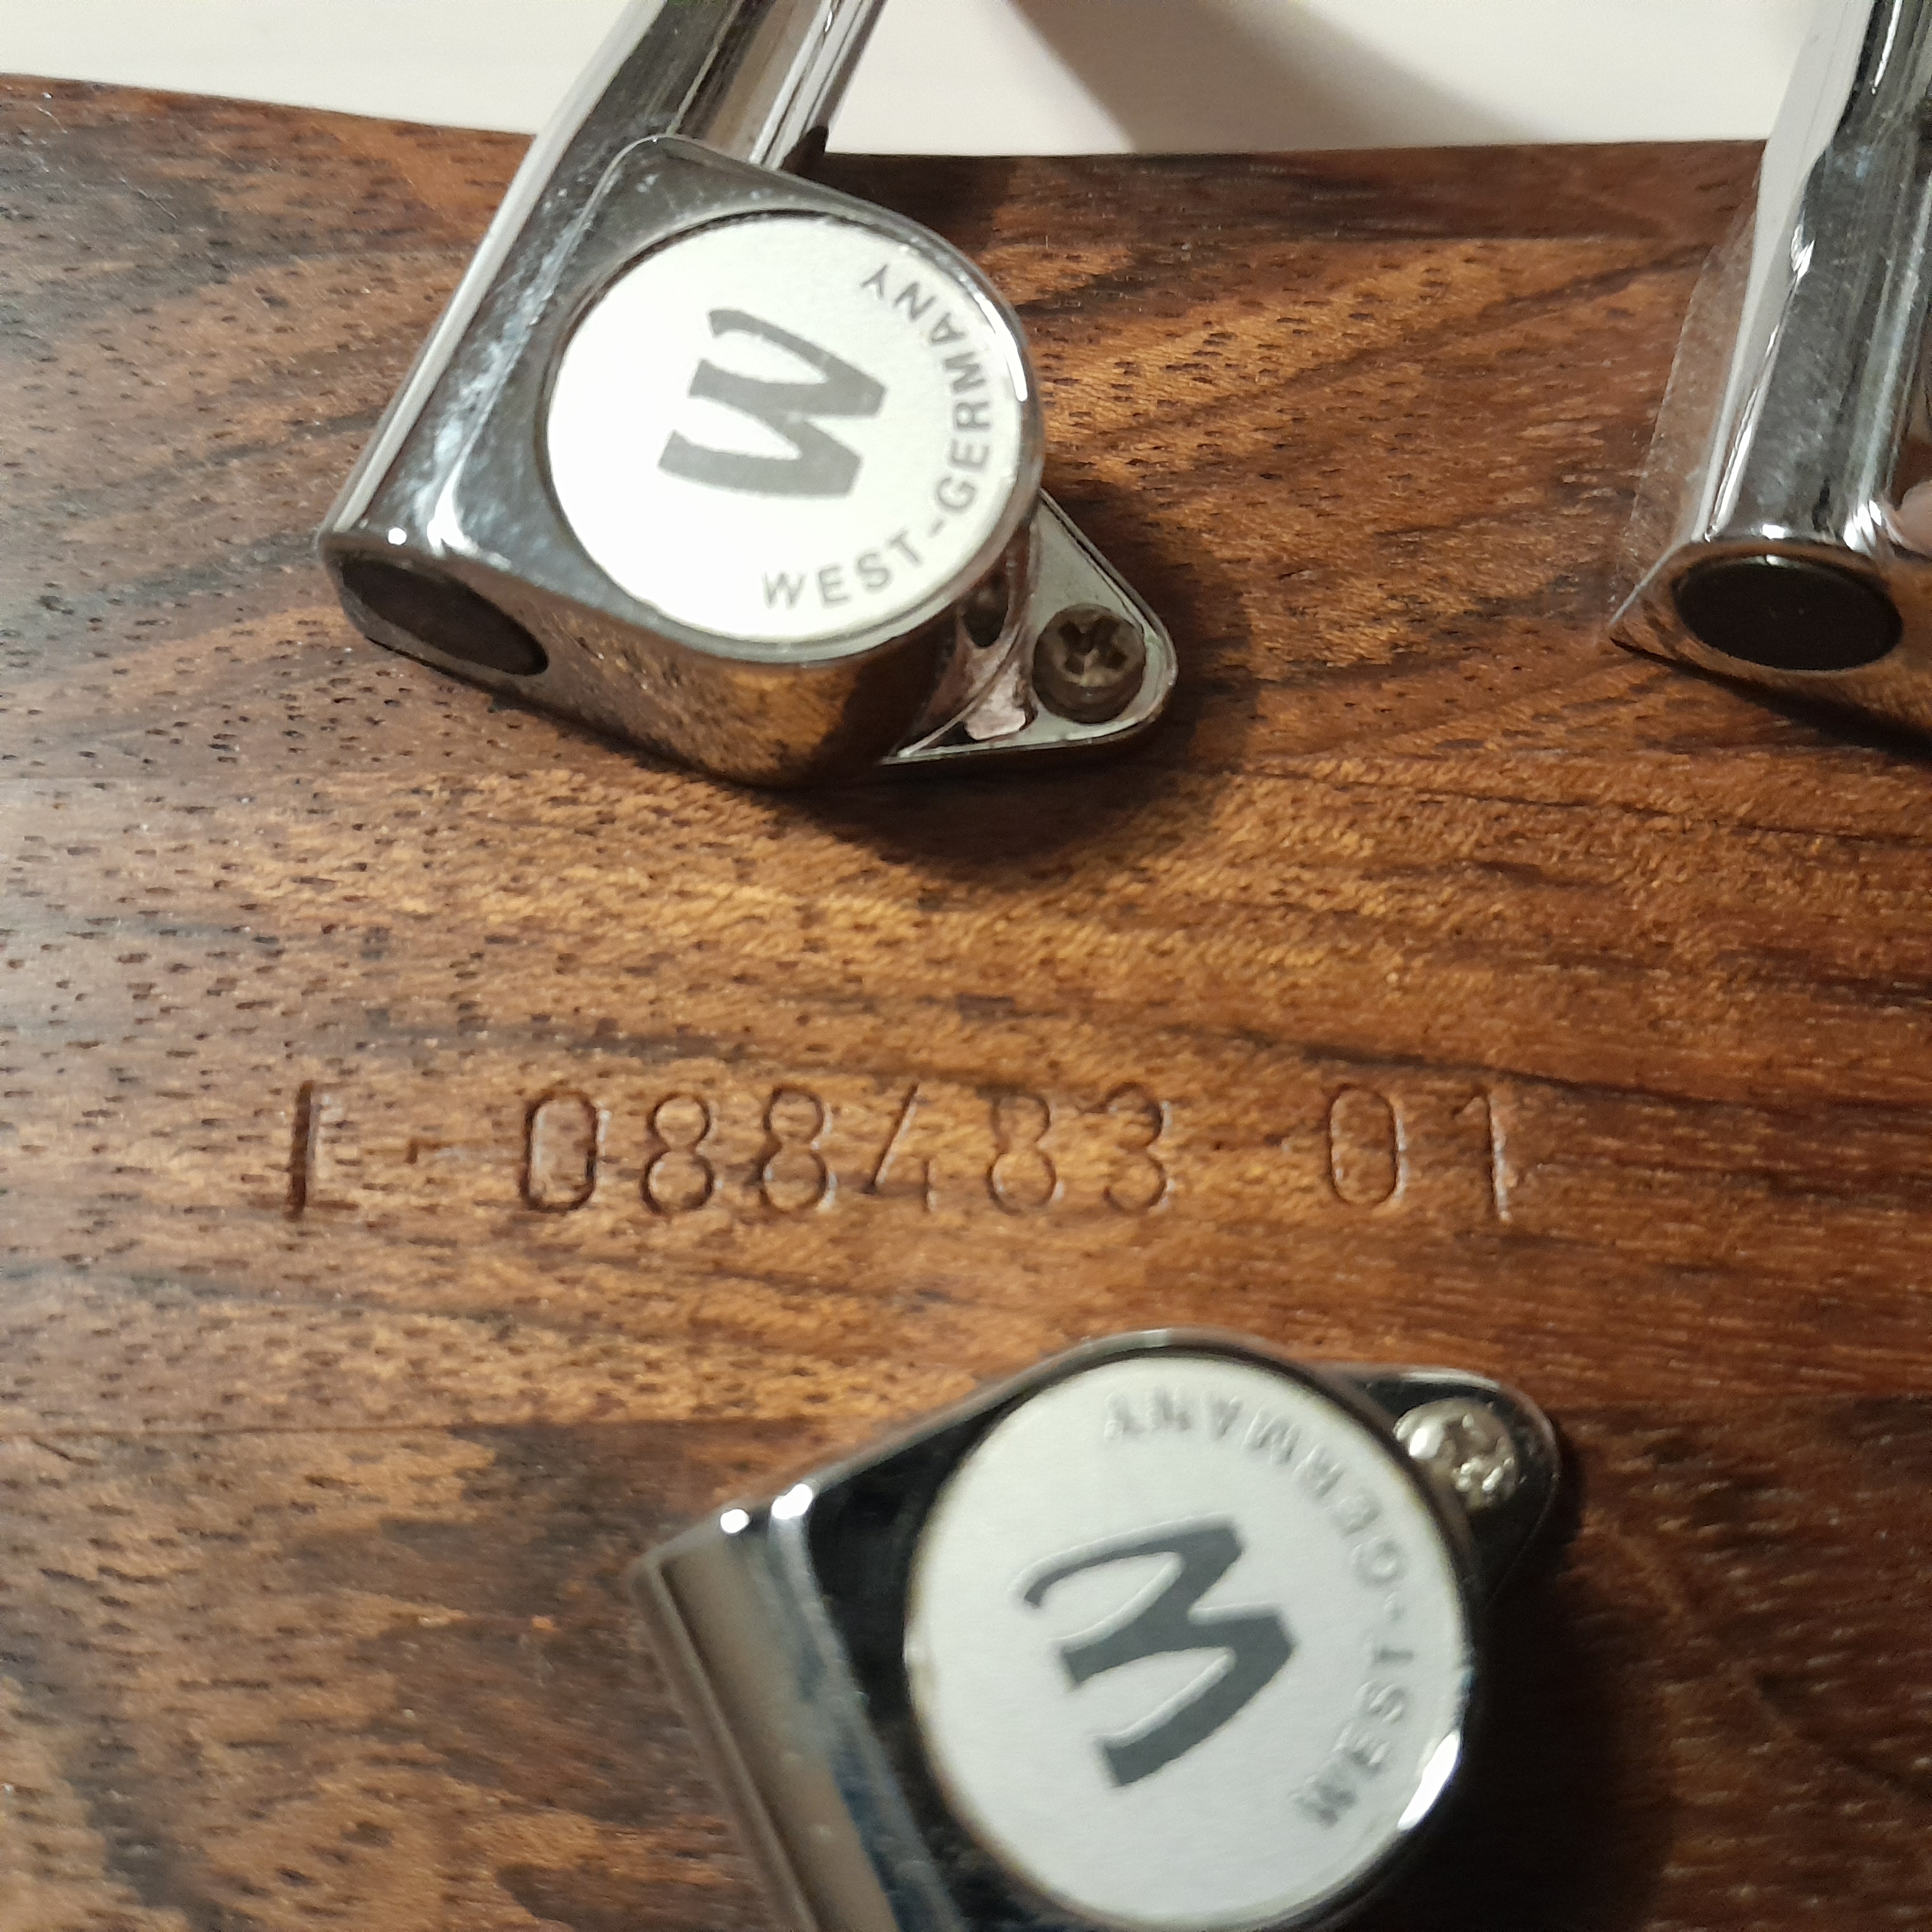 W
WEST-GERMANY
L - 088483 01
W
WEST-GERMANY